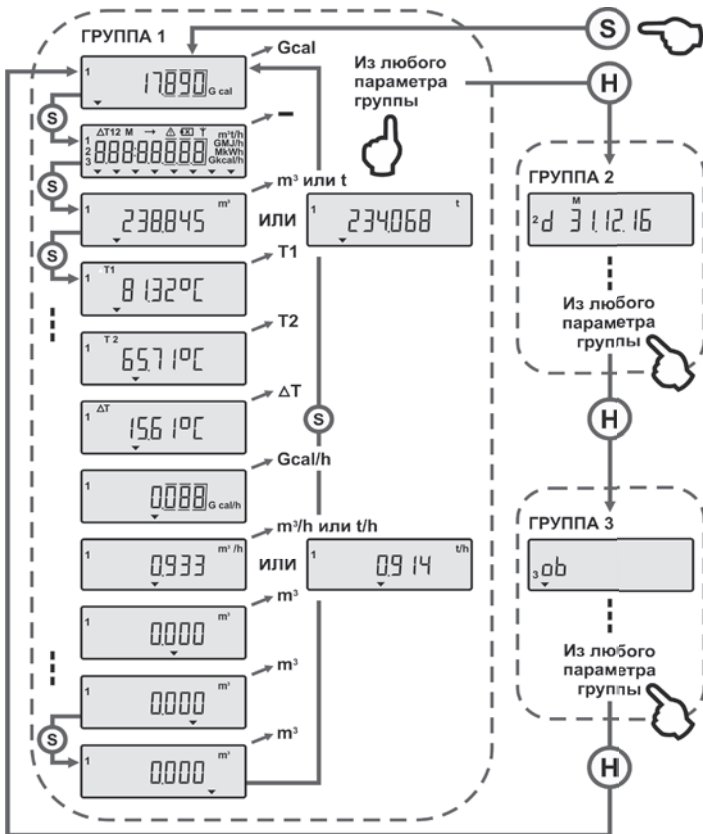 ГРУППА 1
Gcal
S
1 17.890 G cal
Из любого
параметра
группы
H
S
ΔT12 M → m³t/h
1 GMJ/h
2 8.8.8:8.8.8.8.8 MkWh
3 Gkcal/h
–
ГРУППА 2
M
2 d 31.12.16
S
m³ или t
1 238.845 m³
ИЛИ
1 234.068 t
S
T1
1 T1 81.32°C
Из любого
параметра
группы
T2
1 T 2 65.71°C
H
ΔT
1 ΔT 15.61°C
S
Gcal/h
1 0.088 G cal/h
m³/h или t/h
1 0.933 m³ /h
ИЛИ
1 0.914 t/h
ГРУППА 3
3 ob
m³
1 0.000 m³
Из любого
параметра
группы
m³
1 0.000 m³
S
m³
1 0.000 m³
H